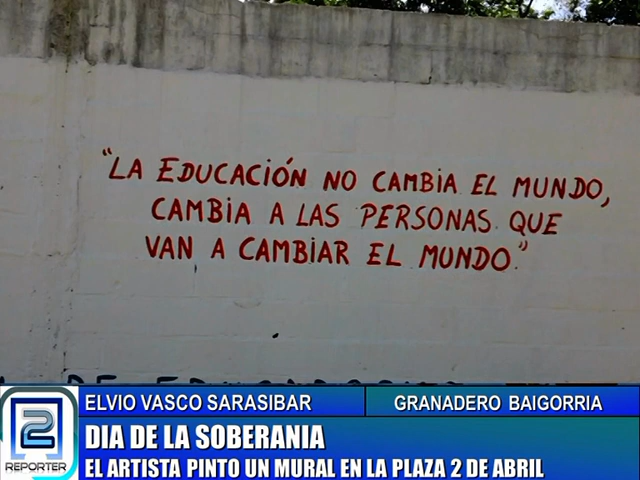 "LA EDUCACIÓN NO CAMBIA EL MUNDO,
CAMBIA A LAS PERSONAS QUE
VAN A CAMBIAR EL MUNDO"
ELVIO VASCO SARASIBAR GRANADERO BAIGORRIA
2 REPORTER
DIA DE LA SOBERANIA
EL ARTISTA PINTO UN MURAL EN LA PLAZA 2 DE ABRIL